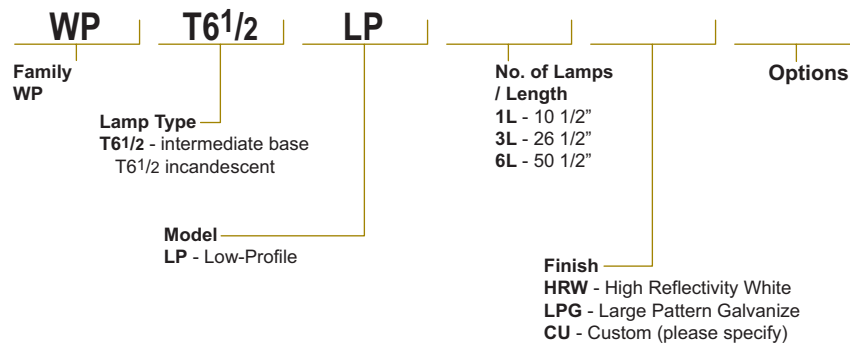 WP T61/2 LP
Family
WP
Lamp Type
T61/2 - intermediate base
T61/2 incandescent
Model
LP - Low-Profile
No. of Lamps
/ Length
1L - 10 1/2”
3L - 26 1/2”
6L - 50 1/2”
Finish
HRW - High Reflectivity White
LPG - Large Pattern Galvanize
CU - Custom (please specify)
Options